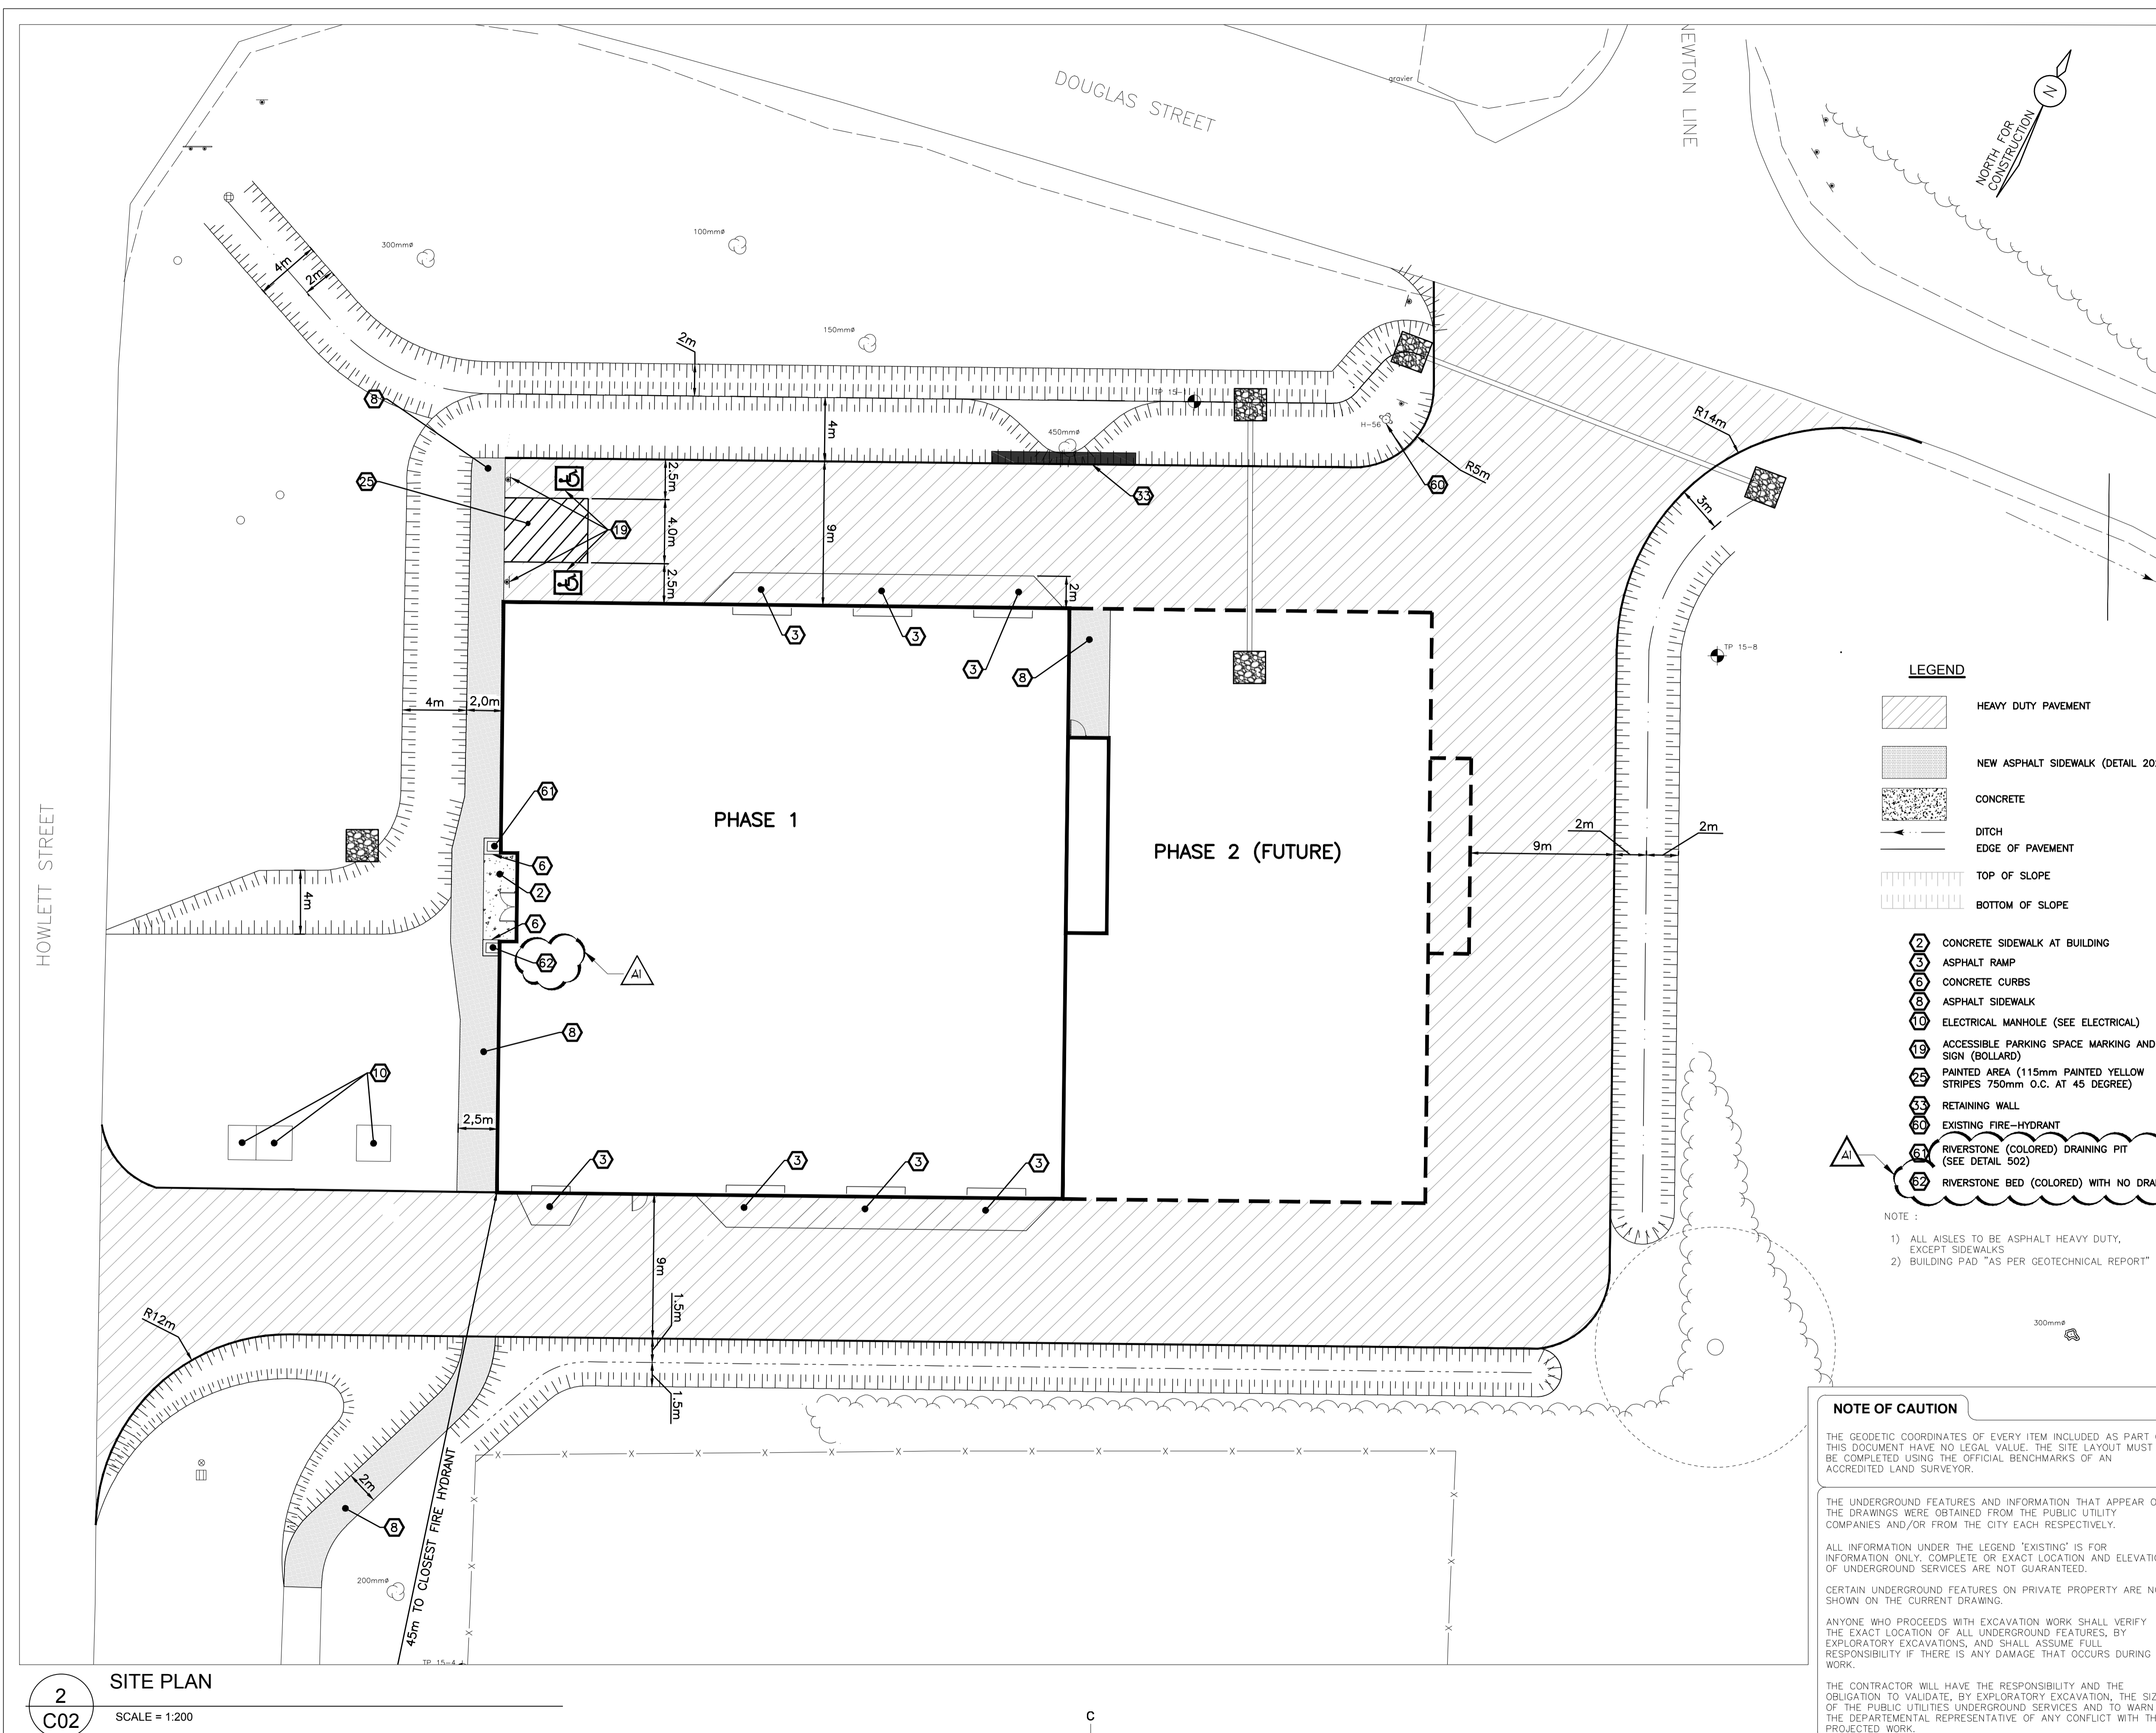 DOUGLAS STREET
NEWTON LINE
gravier
NORTH FOR
CONSTRUCTION
N
300mmø
100mmø
150mmø
4m
2m
2m
8
TP 15-1
450mmø
H-56
R14m
R5m
4m
25
19
2.5m
4.0m
2.5m
9m
33
60
3m
2m
3
3
3
8
TP 15-8
4m
2,0m
61
6
2
6
62
A1
PHASE 1
PHASE 2 (FUTURE)
2m
2m
9m
4m
HOWLETT STREET
8
10
2,5m
3
3
3
3
9m
1.5m
1.5m
R12m
2m
8
200mmø
45m TO CLOSEST FIRE HYDRANT
TP 15-4
LEGEND
HEAVY DUTY PAVEMENT
NEW ASPHALT SIDEWALK (DETAIL
CONCRETE
DITCH
EDGE OF PAVEMENT
TOP OF SLOPE
BOTTOM OF SLOPE
2 CONCRETE SIDEWALK AT BUILDING
3 ASPHALT RAMP
6 CONCRETE CURBS
8 ASPHALT SIDEWALK
10 ELECTRICAL MANHOLE (SEE ELECTRICAL)
19 ACCESSIBLE PARKING SPACE MARKING AND
SIGN (BOLLARD)
25 PAINTED AREA (115mm PAINTED YELLOW
STRIPES 750mm O.C. AT 45 DEGREE)
33 RETAINING WALL
60 EXISTING FIRE-HYDRANT
A1
61 RIVERSTONE (COLORED) DRAINING PIT
(SEE DETAIL 502)
62 RIVERSTONE BED (COLORED) WITH NO
NOTE :
1) ALL AISLES TO BE ASPHALT HEAVY DUTY,
EXCEPT SIDEWALKS
2) BUILDING PAD "AS PER GEOTECHNICAL REPORT"
300mmø
NOTE OF CAUTION
THE GEODETIC COORDINATES OF EVERY ITEM INCLUDED AS PART
THIS DOCUMENT HAVE NO LEGAL VALUE. THE SITE LAYOUT MUST
BE COMPLETED USING THE OFFICIAL BENCHMARKS OF AN
ACCREDITED LAND SURVEYOR.
THE UNDERGROUND FEATURES AND INFORMATION THAT APPEAR
THE DRAWINGS WERE OBTAINED FROM THE PUBLIC UTILITY
COMPANIES AND/OR FROM THE CITY EACH RESPECTIVELY.
ALL INFORMATION UNDER THE LEGEND 'EXISTING' IS FOR
INFORMATION ONLY. COMPLETE OR EXACT LOCATION AND
OF UNDERGROUND SERVICES ARE NOT GUARANTEED.
CERTAIN UNDERGROUND FEATURES ON PRIVATE PROPERTY ARE
SHOWN ON THE CURRENT DRAWING.
ANYONE WHO PROCEEDS WITH EXCAVATION WORK SHALL VERIFY
THE EXACT LOCATION OF ALL UNDERGROUND FEATURES, BY
EXPLORATORY EXCAVATIONS, AND SHALL ASSUME FULL
RESPONSIBILITY IF THERE IS ANY DAMAGE THAT OCCURS DURING
WORK.
THE CONTRACTOR WILL HAVE THE RESPONSIBILITY AND THE
OBLIGATION TO VALIDATE, BY EXPLORATORY EXCAVATION, THE
OF THE PUBLIC UTILITIES UNDERGROUND SERVICES AND TO WARN
THE DEPARTEMENTAL REPRESENTATIVE OF ANY CONFLICT WITH
PROJECTED WORK.
2
C02
SITE PLAN
SCALE = 1:200
C